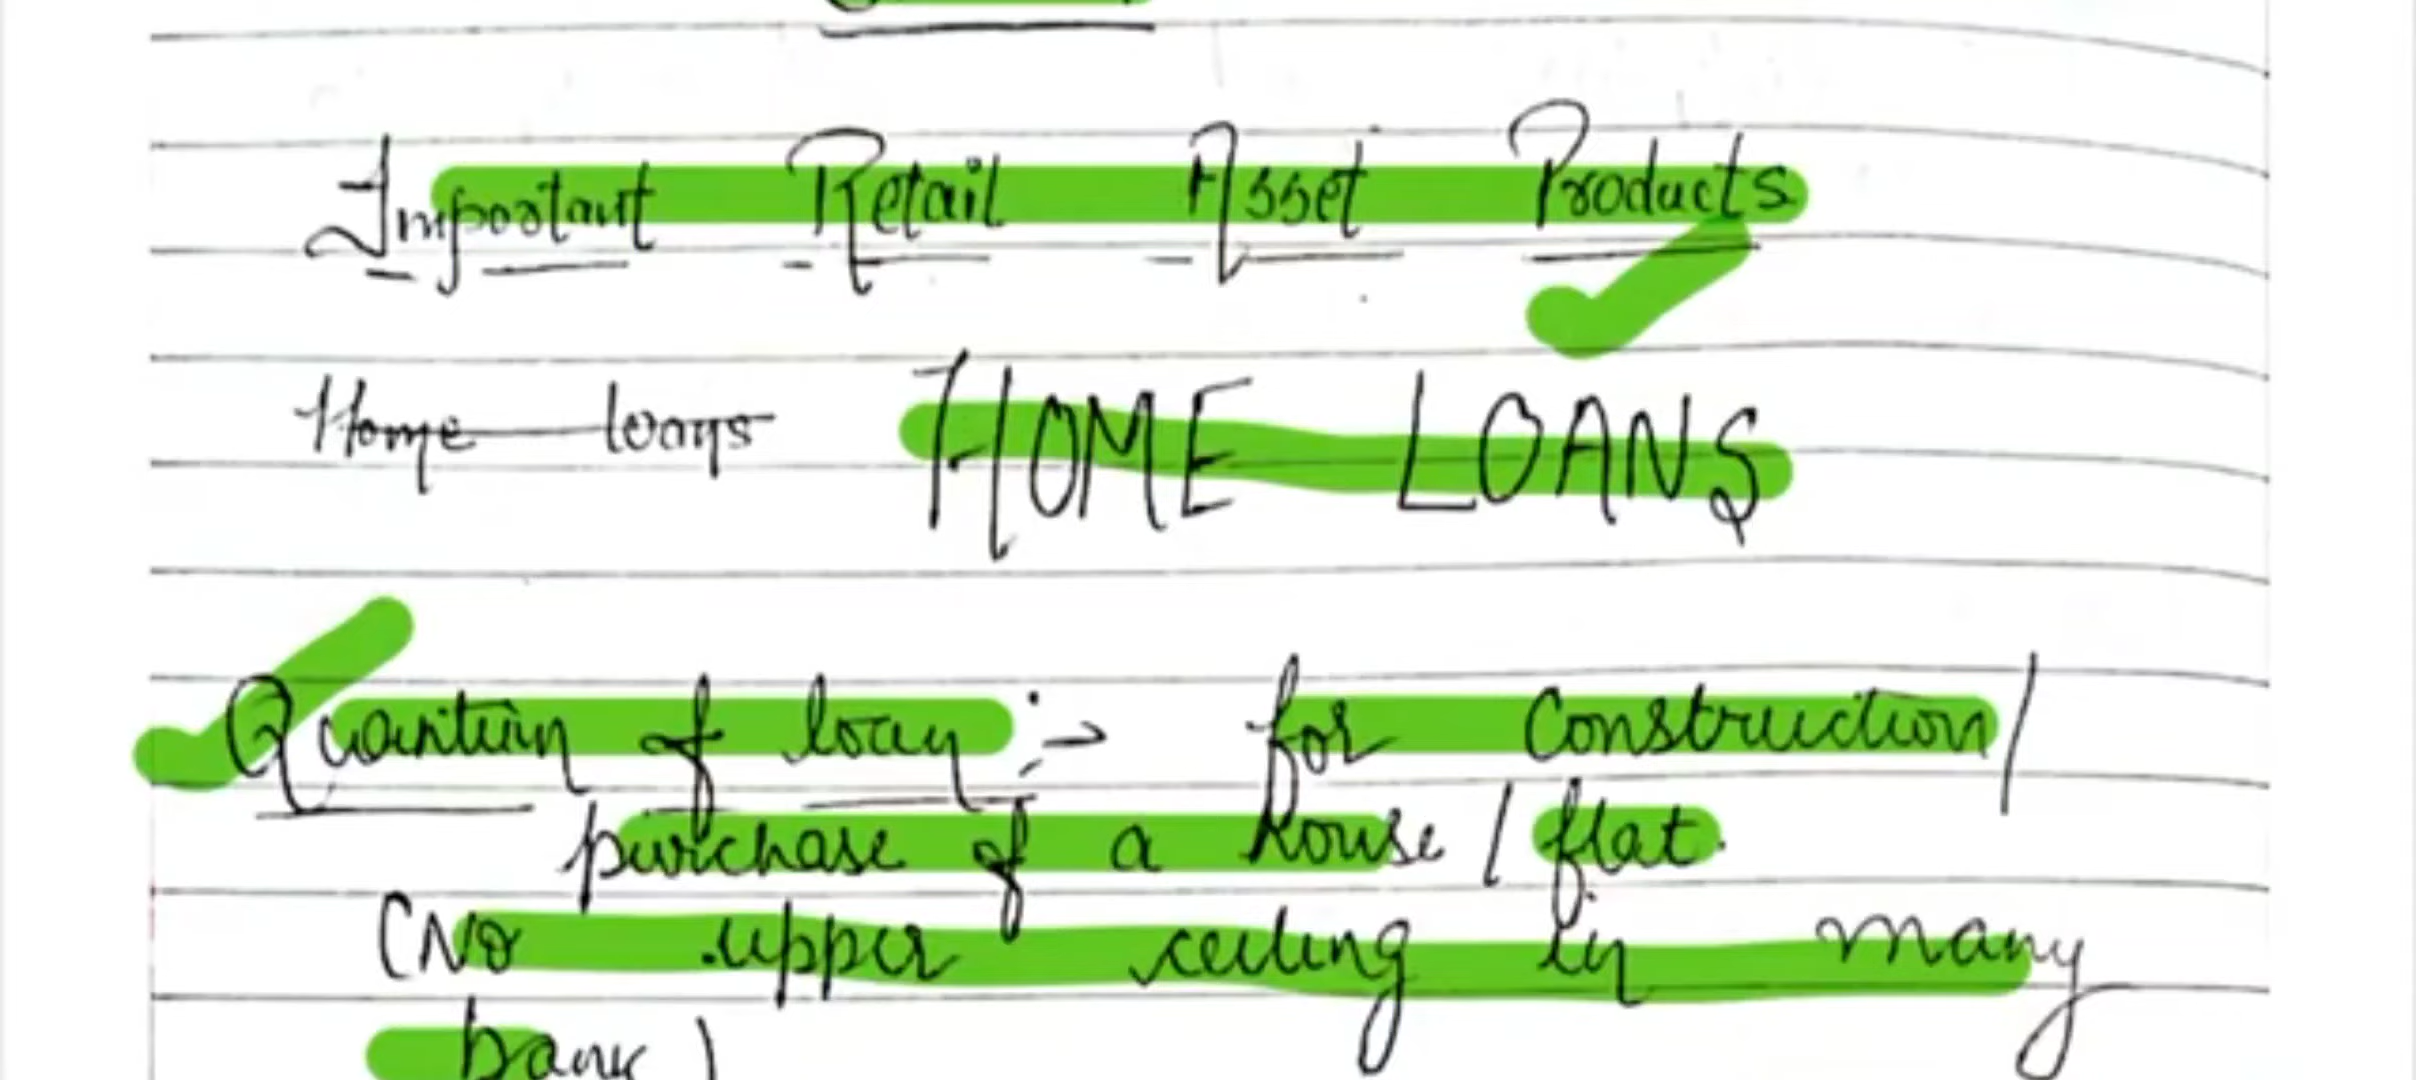 Important Retail Asset Products
Home loans HOME LOANS
Quantum of loan :- for Construction/
purchase of a house / flat.
(No upper ceiling in many
bank)